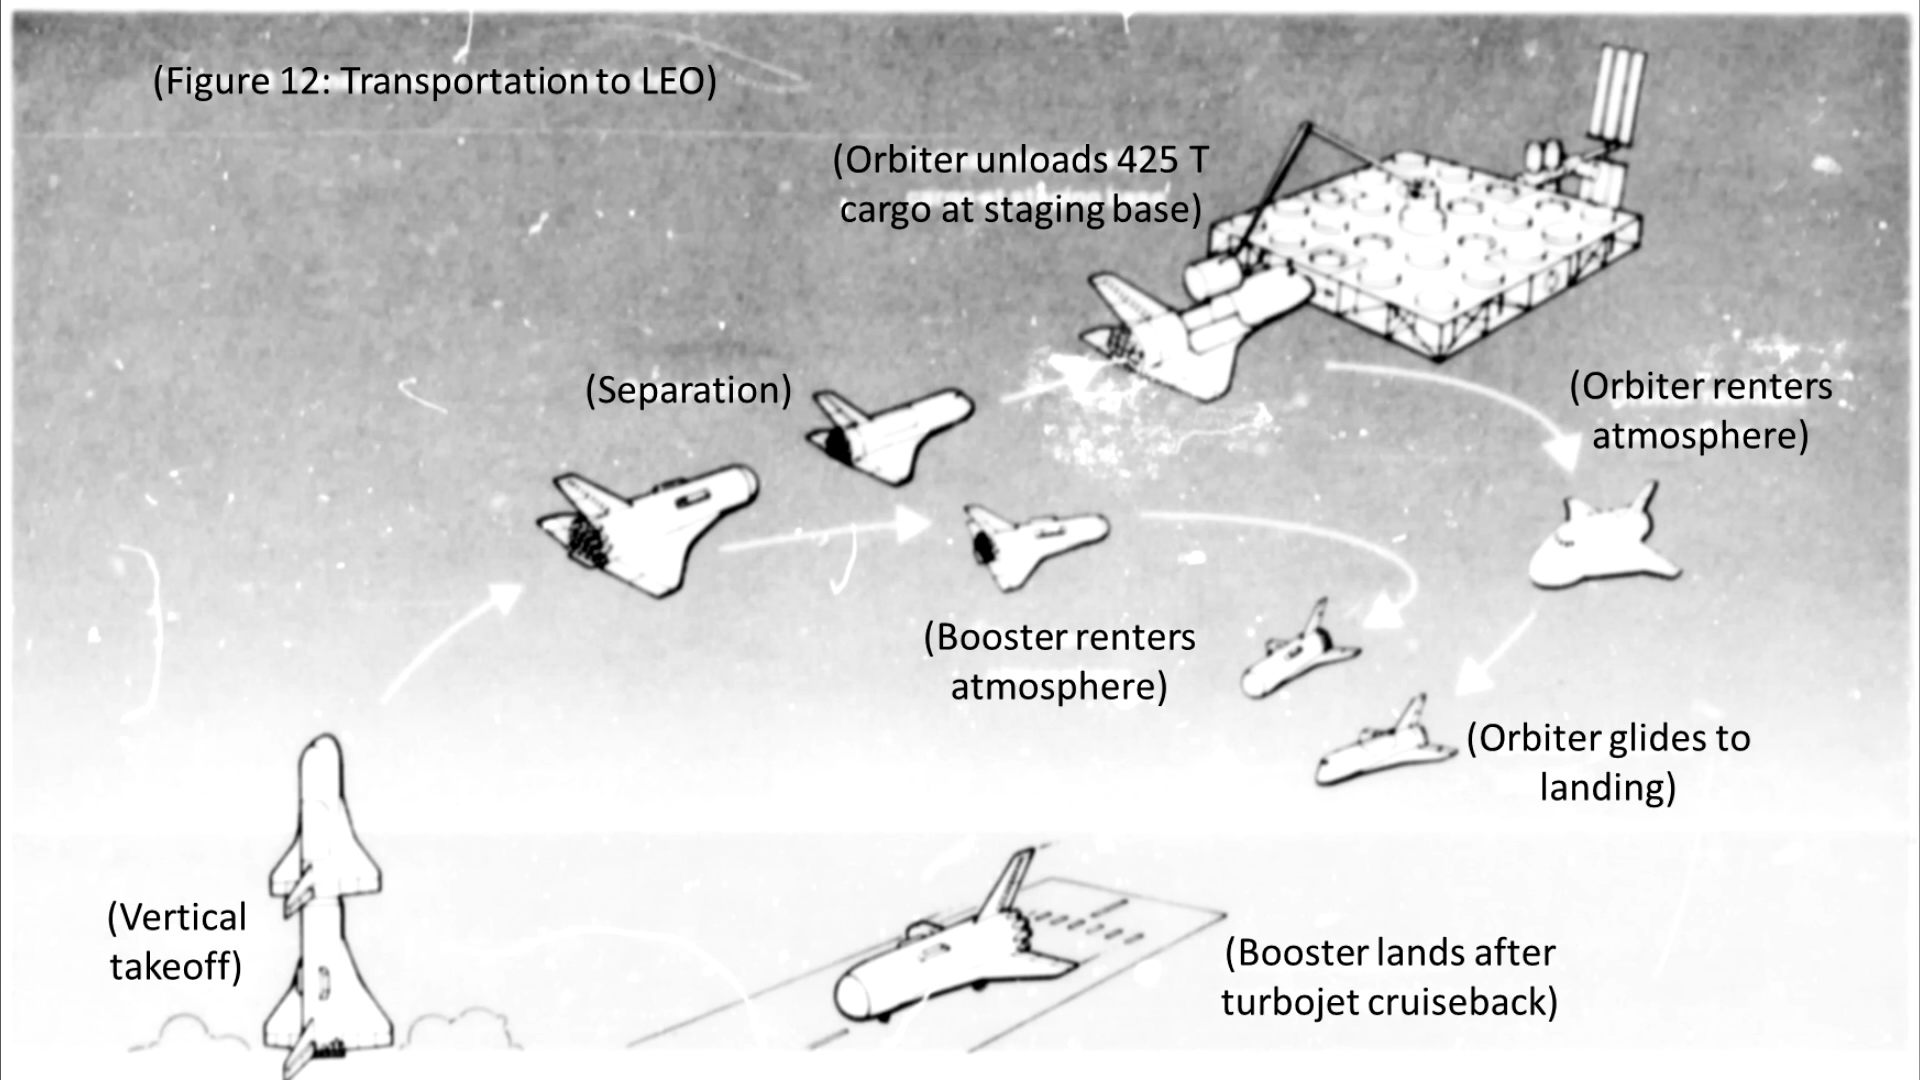 (Figure 12: Transportation to LEO)
(Orbiter unloads 425 T
cargo at staging base)
(Separation)
(Orbiter renters
atmosphere)
(Booster renters
atmosphere)
(Orbiter glides to
landing)
(Vertical
takeoff)
(Booster lands after
turbojet cruiseback)